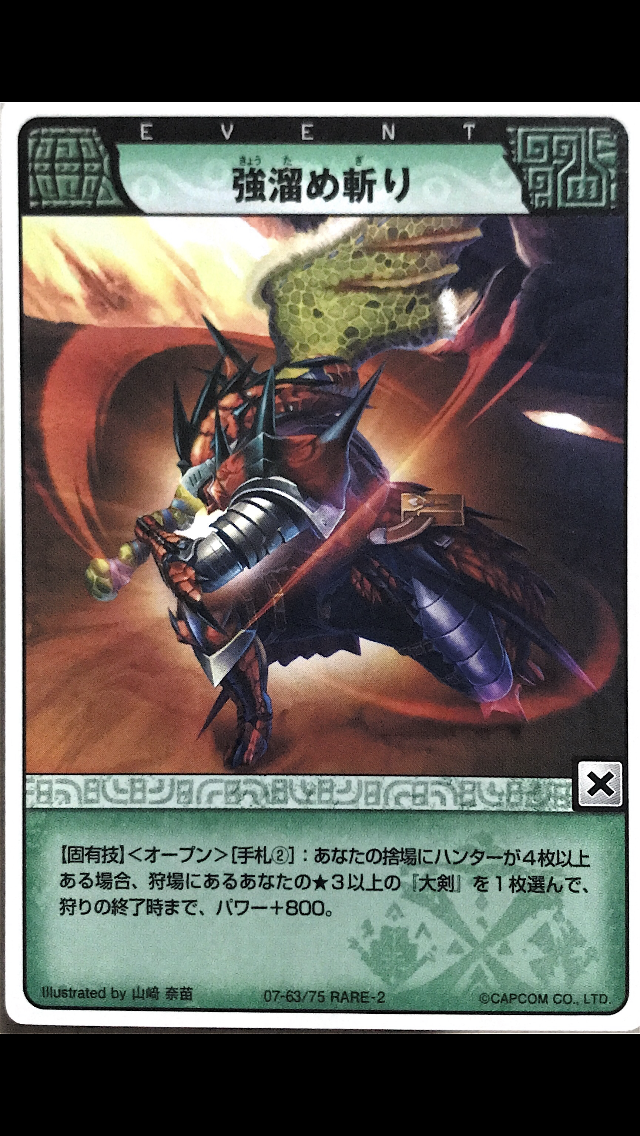 EVENT
きょう た ぎ
強溜め斬り
【固有技】<オープン>[手札②]：あなたの捨場にハンターが４枚以上
ある場合、狩場にあるあなたの★３以上の『大剣』を１枚選んで、
狩りの終了時まで、パワー＋800。
Illustrated by 山﨑 奈苗
07-63/75 RARE-2
©CAPCOM CO., LTD.